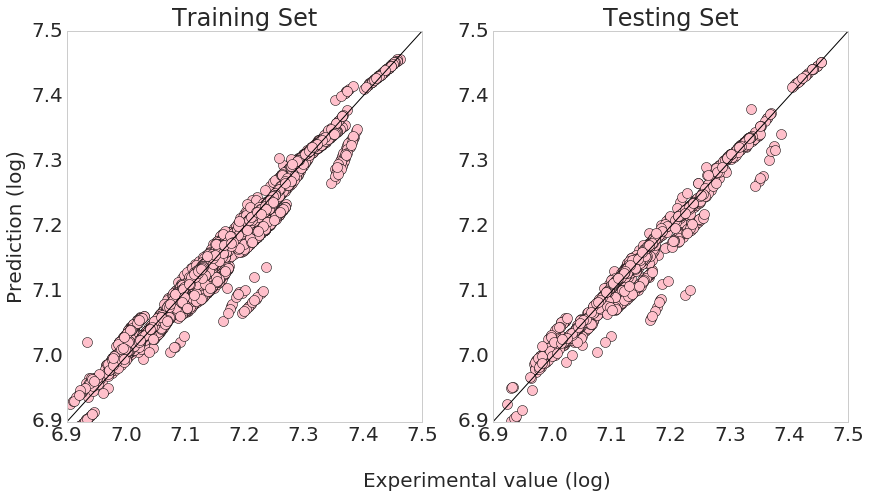 Training Set
Testing Set
Prediction (log)
7.5
7.4
7.3
7.2
7.1
7.0
6.9
6.9 7.0 7.1 7.2 7.3 7.4 7.5
7.5
7.4
7.3
7.2
7.1
7.0
6.9
6.9 7.0 7.1 7.2 7.3 7.4 7.5
Experimental value (log)